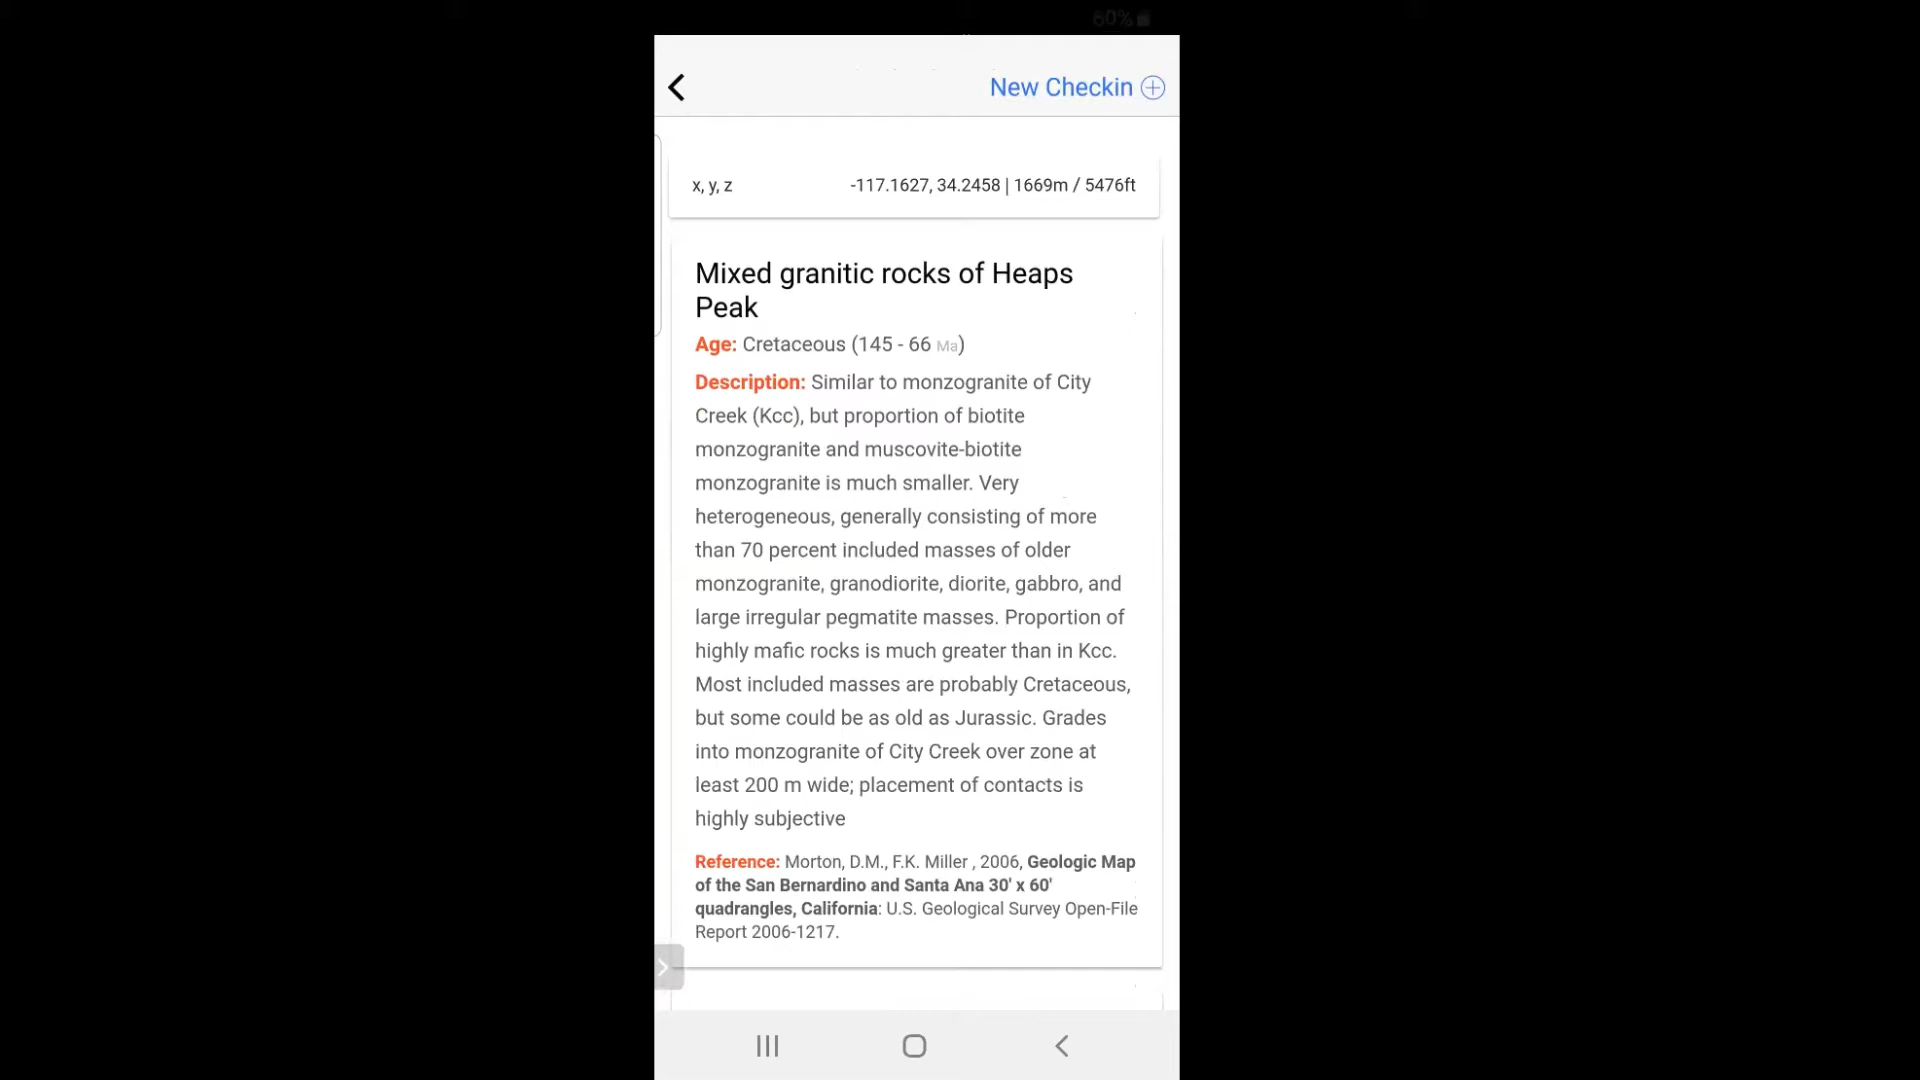 60%
New Checkin
x, y, z -117.1627, 34.2458 | 1669m / 5476ft
Mixed granitic rocks of Heaps
Peak
Age: Cretaceous (145 - 66 Ma)
Description: Similar to monzogranite of City
Creek (Kcc), but proportion of biotite
monzogranite and muscovite-biotite
monzogranite is much smaller. Very
heterogeneous, generally consisting of more
than 70 percent included masses of older
monzogranite, granodiorite, diorite, gabbro, and
large irregular pegmatite masses. Proportion of
highly mafic rocks is much greater than in Kcc.
Most included masses are probably Cretaceous,
but some could be as old as Jurassic. Grades
into monzogranite of City Creek over zone at
least 200 m wide; placement of contacts is
highly subjective
Reference: Morton, D.M., F.K. Miller , 2006, Geologic Map
of the San Bernardino and Santa Ana 30' x 60'
quadrangles, California: U.S. Geological Survey Open-File
Report 2006-1217.